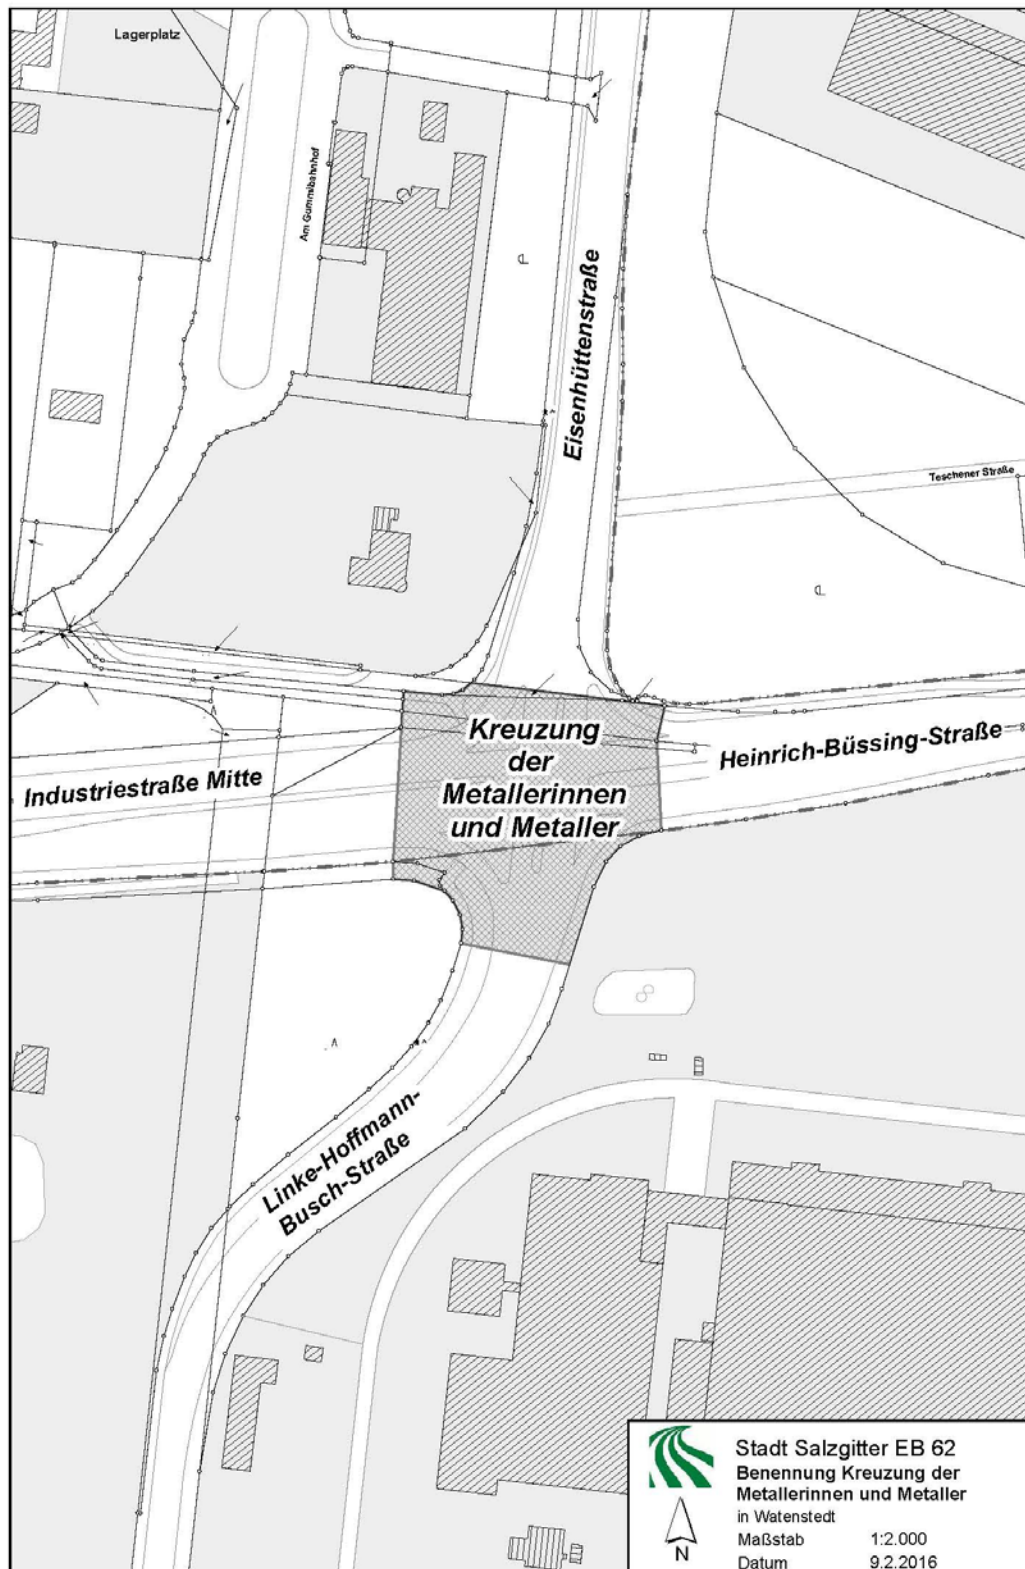 Lagerplatz
Am Gummibahnhof
Eisenhüttenstraße
Teschener Straße
Kreuzung
der
Metallerinnen
und Metaller
Heinrich-Büssing-Straße
Industriestraße Mitte
Linke-Hoffmann-
Busch-Straße
Stadt Salzgitter EB 62
Benennung Kreuzung der
Metallerinnen und Metaller
in Watenstedt
Maßstab 1:2.000
Datum 9.2.2016
N